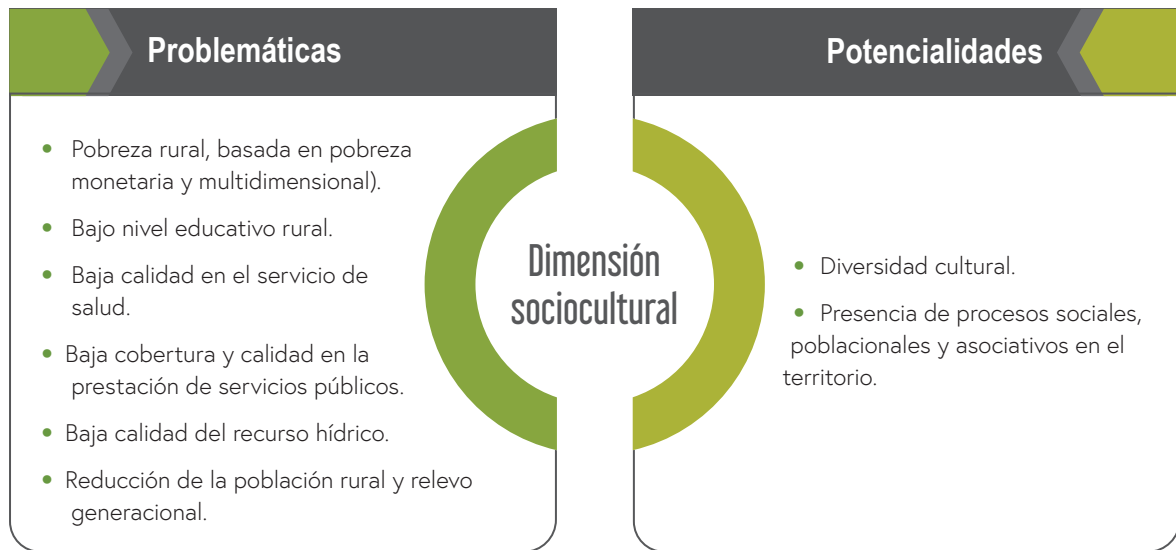 Problemáticas
• Pobreza rural, basada en pobreza
monetaria y multidimensional).
• Bajo nivel educativo rural.
• Baja calidad en el servicio de
salud.
• Baja cobertura y calidad en la
prestación de servicios públicos.
• Baja calidad del recurso hídrico.
• Reducción de la población rural y relevo
generacional.
Dimensión
sociocultural
Potencialidades
• Diversidad cultural.
• Presencia de procesos sociales,
poblacionales y asociativos en el
territorio.